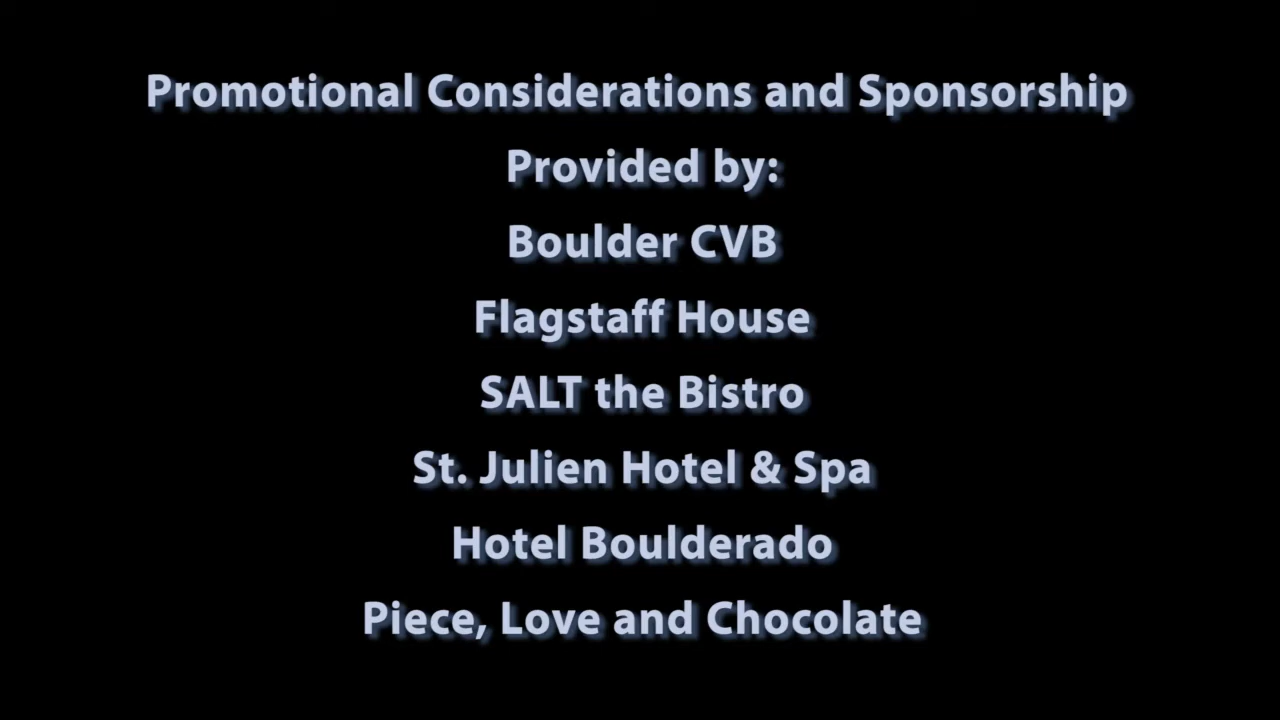 Promotional Considerations and Sponsorship
Provided by:
Boulder CVB
Flagstaff House
SALT the Bistro
St. Julien Hotel & Spa
Hotel Boulderado
Piece, Love and Chocolate